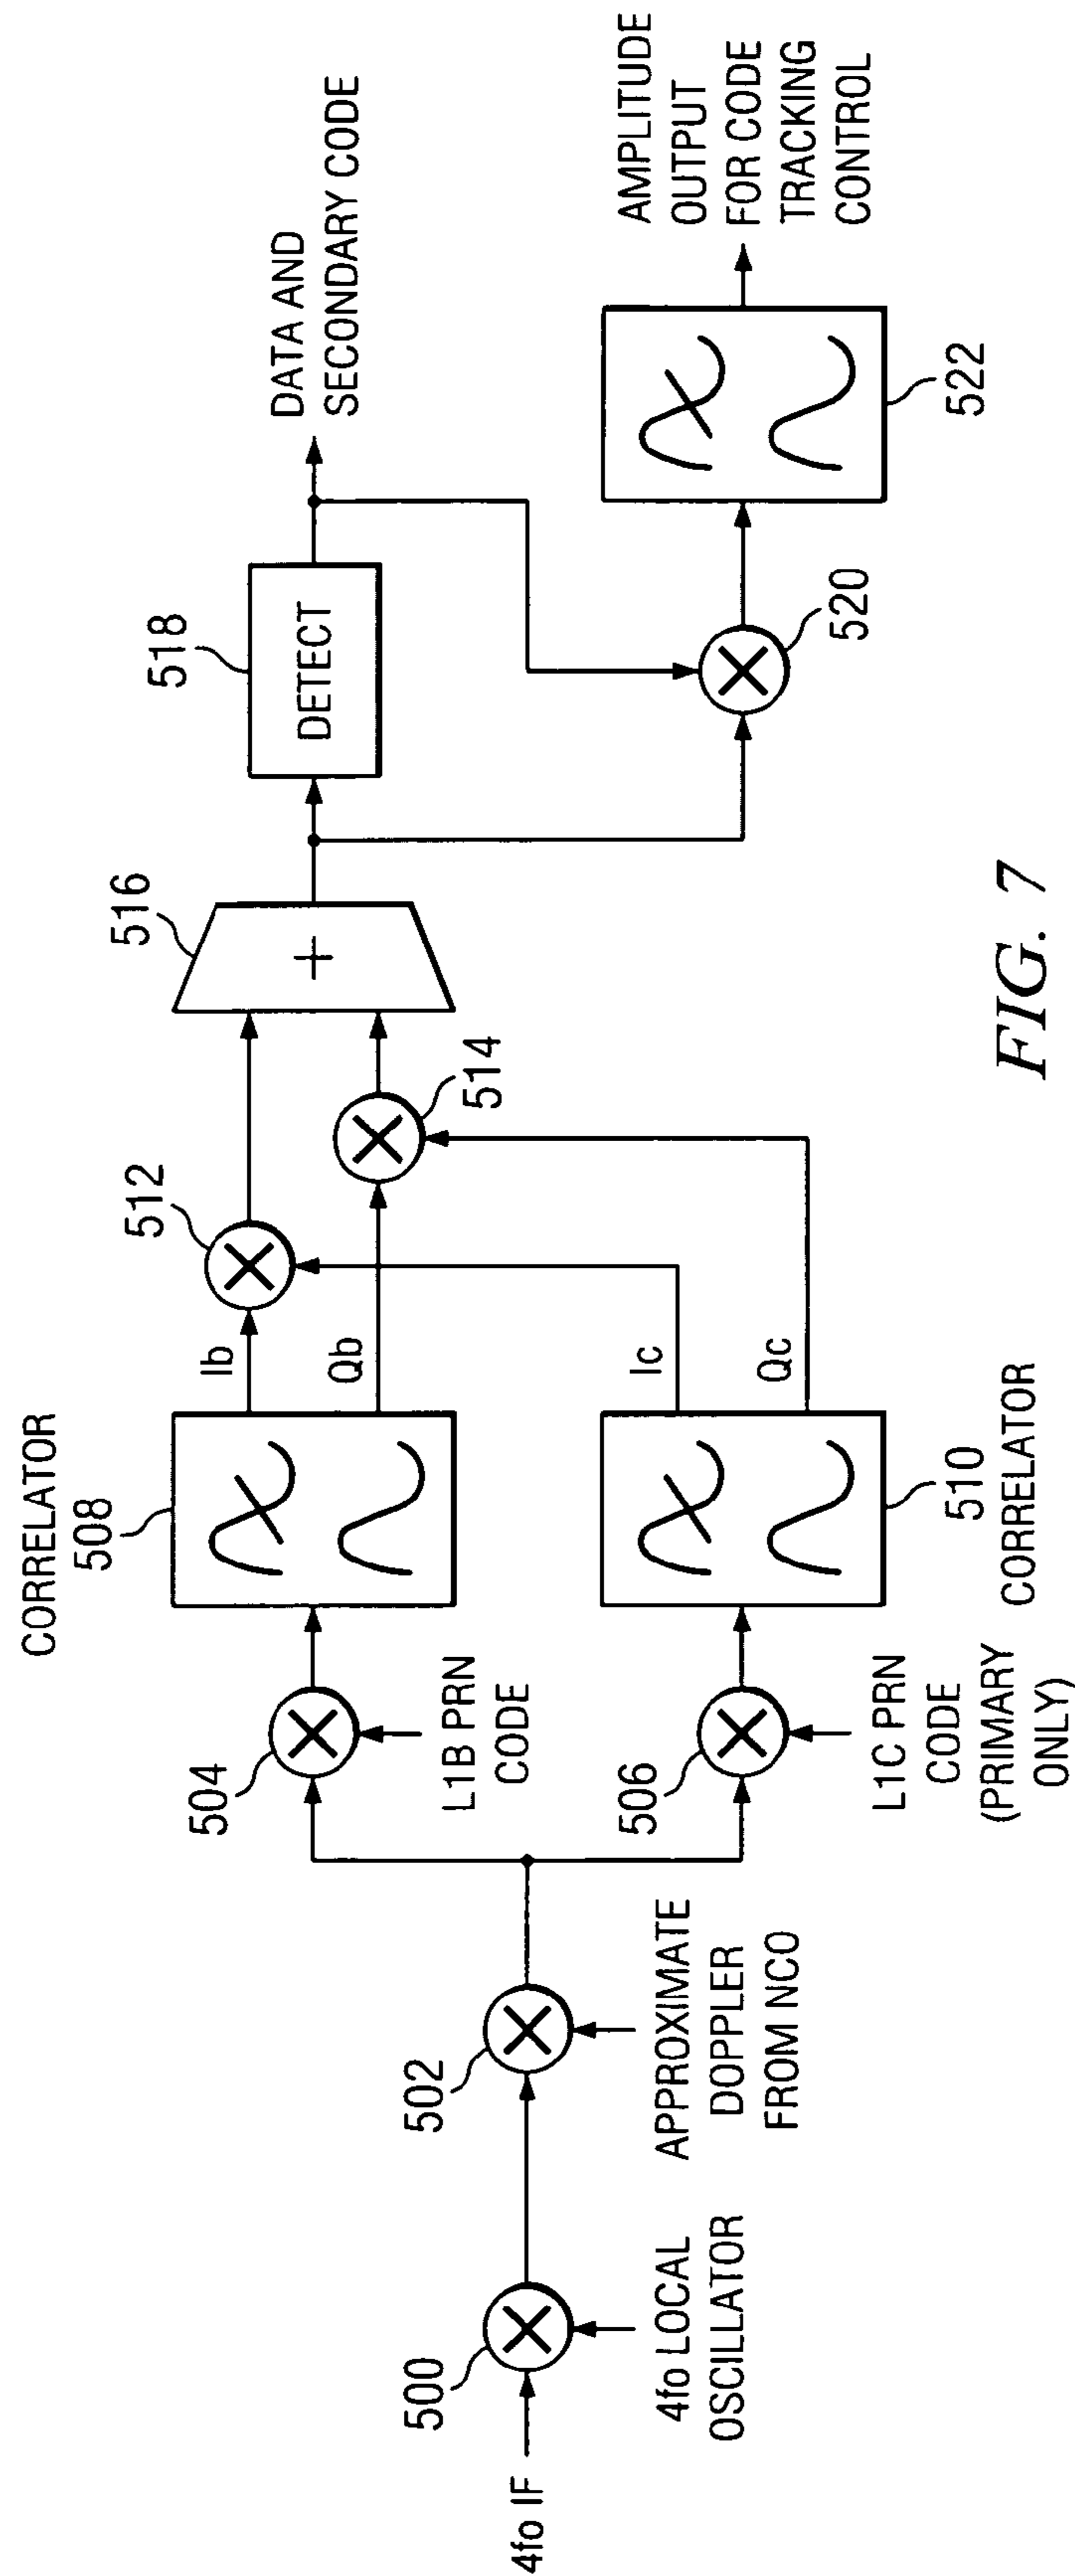 4fo IF
500
4fo LOCAL
OSCILLATOR
502
APPROXIMATE
DOPPLER
FROM NCO
504
L1B PRN
CODE
506
L1C PRN
CODE
(PRIMARY
ONLY)
CORRELATOR
508
510
CORRELATOR
Ib
Qb
Ic
Qc
512
514
516
+
518
DETECT
DATA AND
SECONDARY CODE
520
522
AMPLITUDE
OUTPUT
FOR CODE
TRACKING
CONTROL
FIG. 7